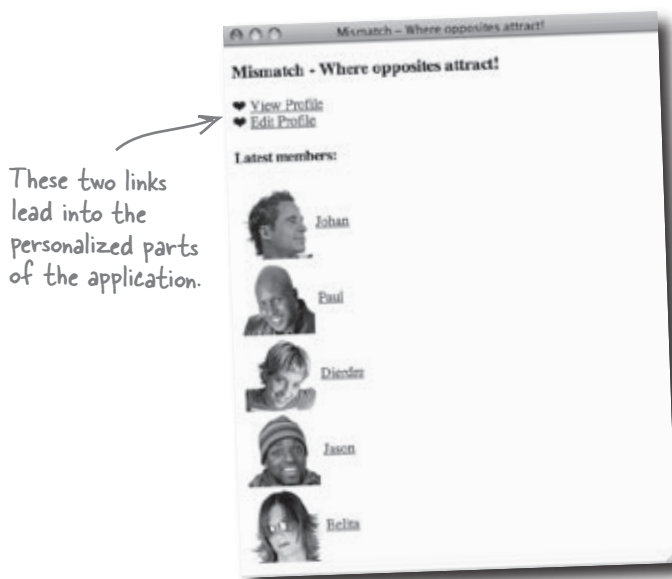 Mismatch – Where opposites attract!
Mismatch - Where opposites attract!
❤ View Profile
❤ Edit Profile
Latest members:
These two links
lead into the
personalized parts
of the application.
Johan
Paul
Dierdre
Jason
Belita